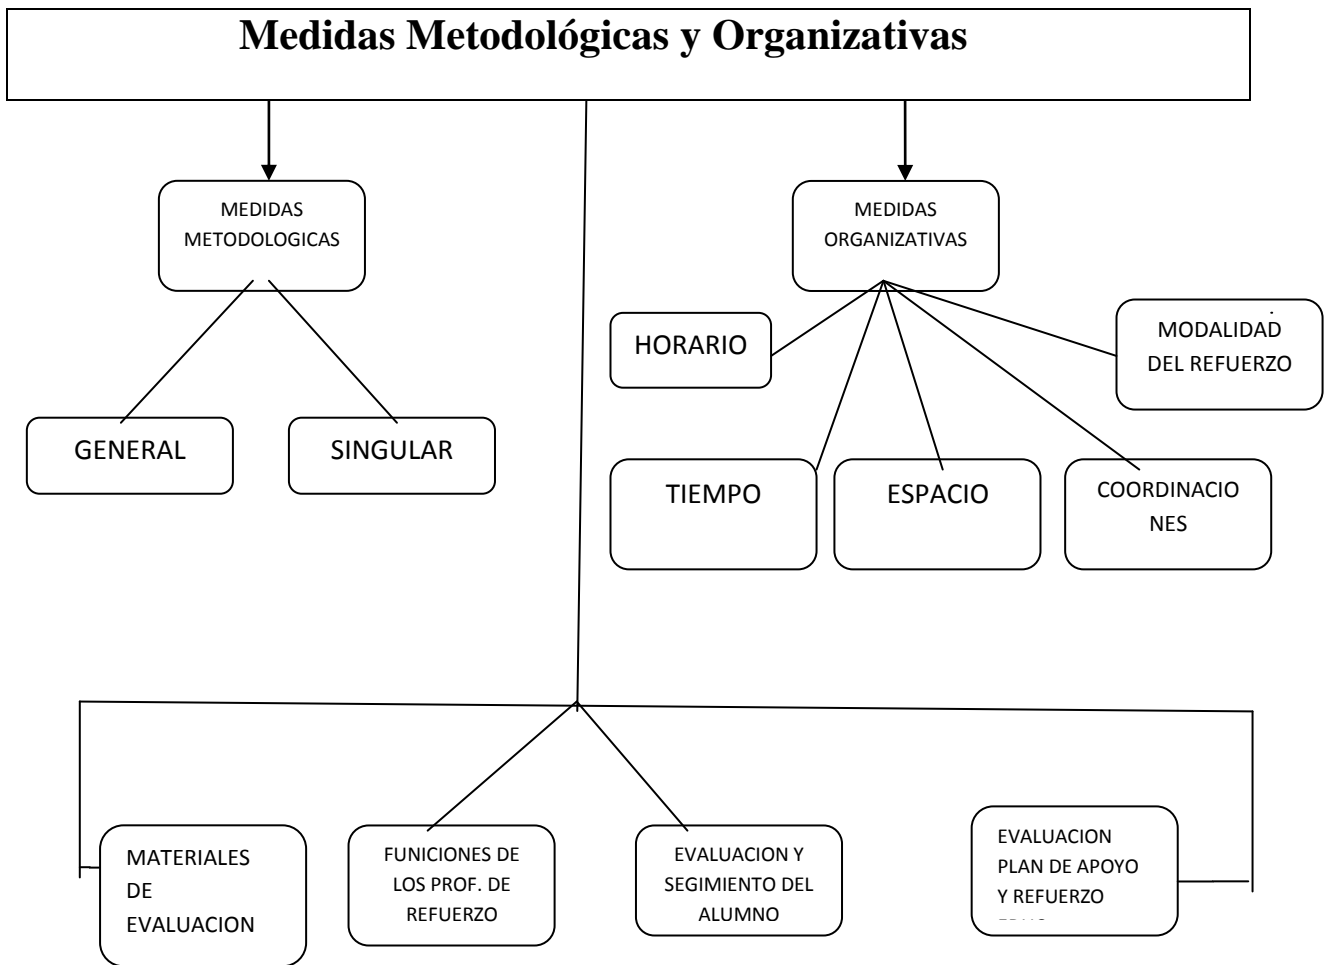 Medidas Metodológicas y Organizativas
MEDIDAS
METODOLOGICAS
MEDIDAS
ORGANIZATIVAS
HORARIO
MODALIDAD
DEL REFUERZO
GENERAL
SINGULAR
TIEMPO
ESPACIO
COORDINACIO
NES
MATERIALES
DE
EVALUACION
FUNICIONES DE
LOS PROF. DE
REFUERZO
EVALUACION Y
SEGIMIENTO DEL
ALUMNO
EVALUACION
PLAN DE APOYO
Y REFUERZO